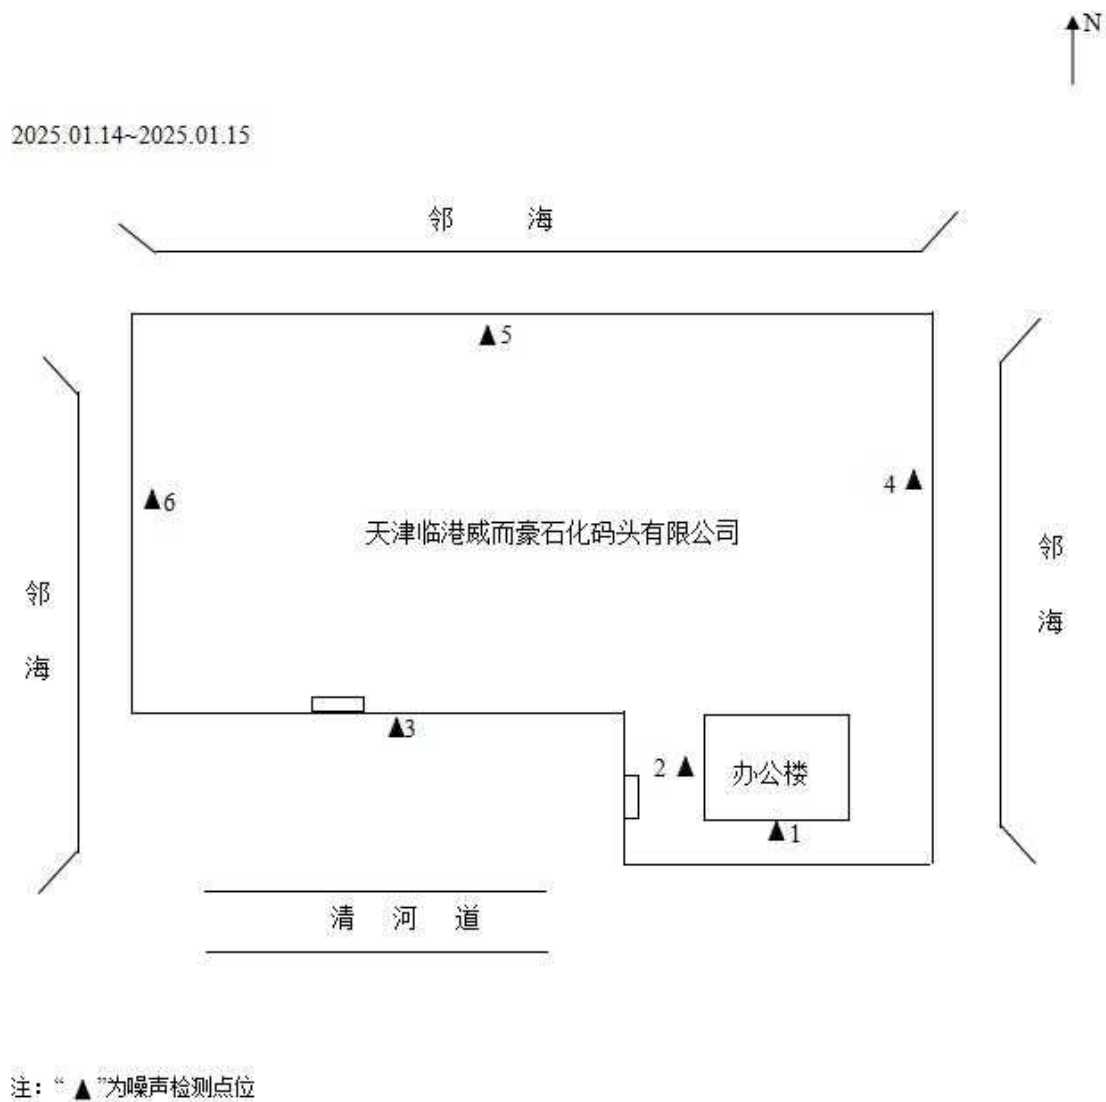 N
2025.01.14~2025.01.15
邻 海
▲5
4▲
▲6
天津临港威而豪石化码头有限公司
邻
海
邻
海
▲3
2▲
办公楼
▲1
清 河 道
注：“▲”为噪声检测点位